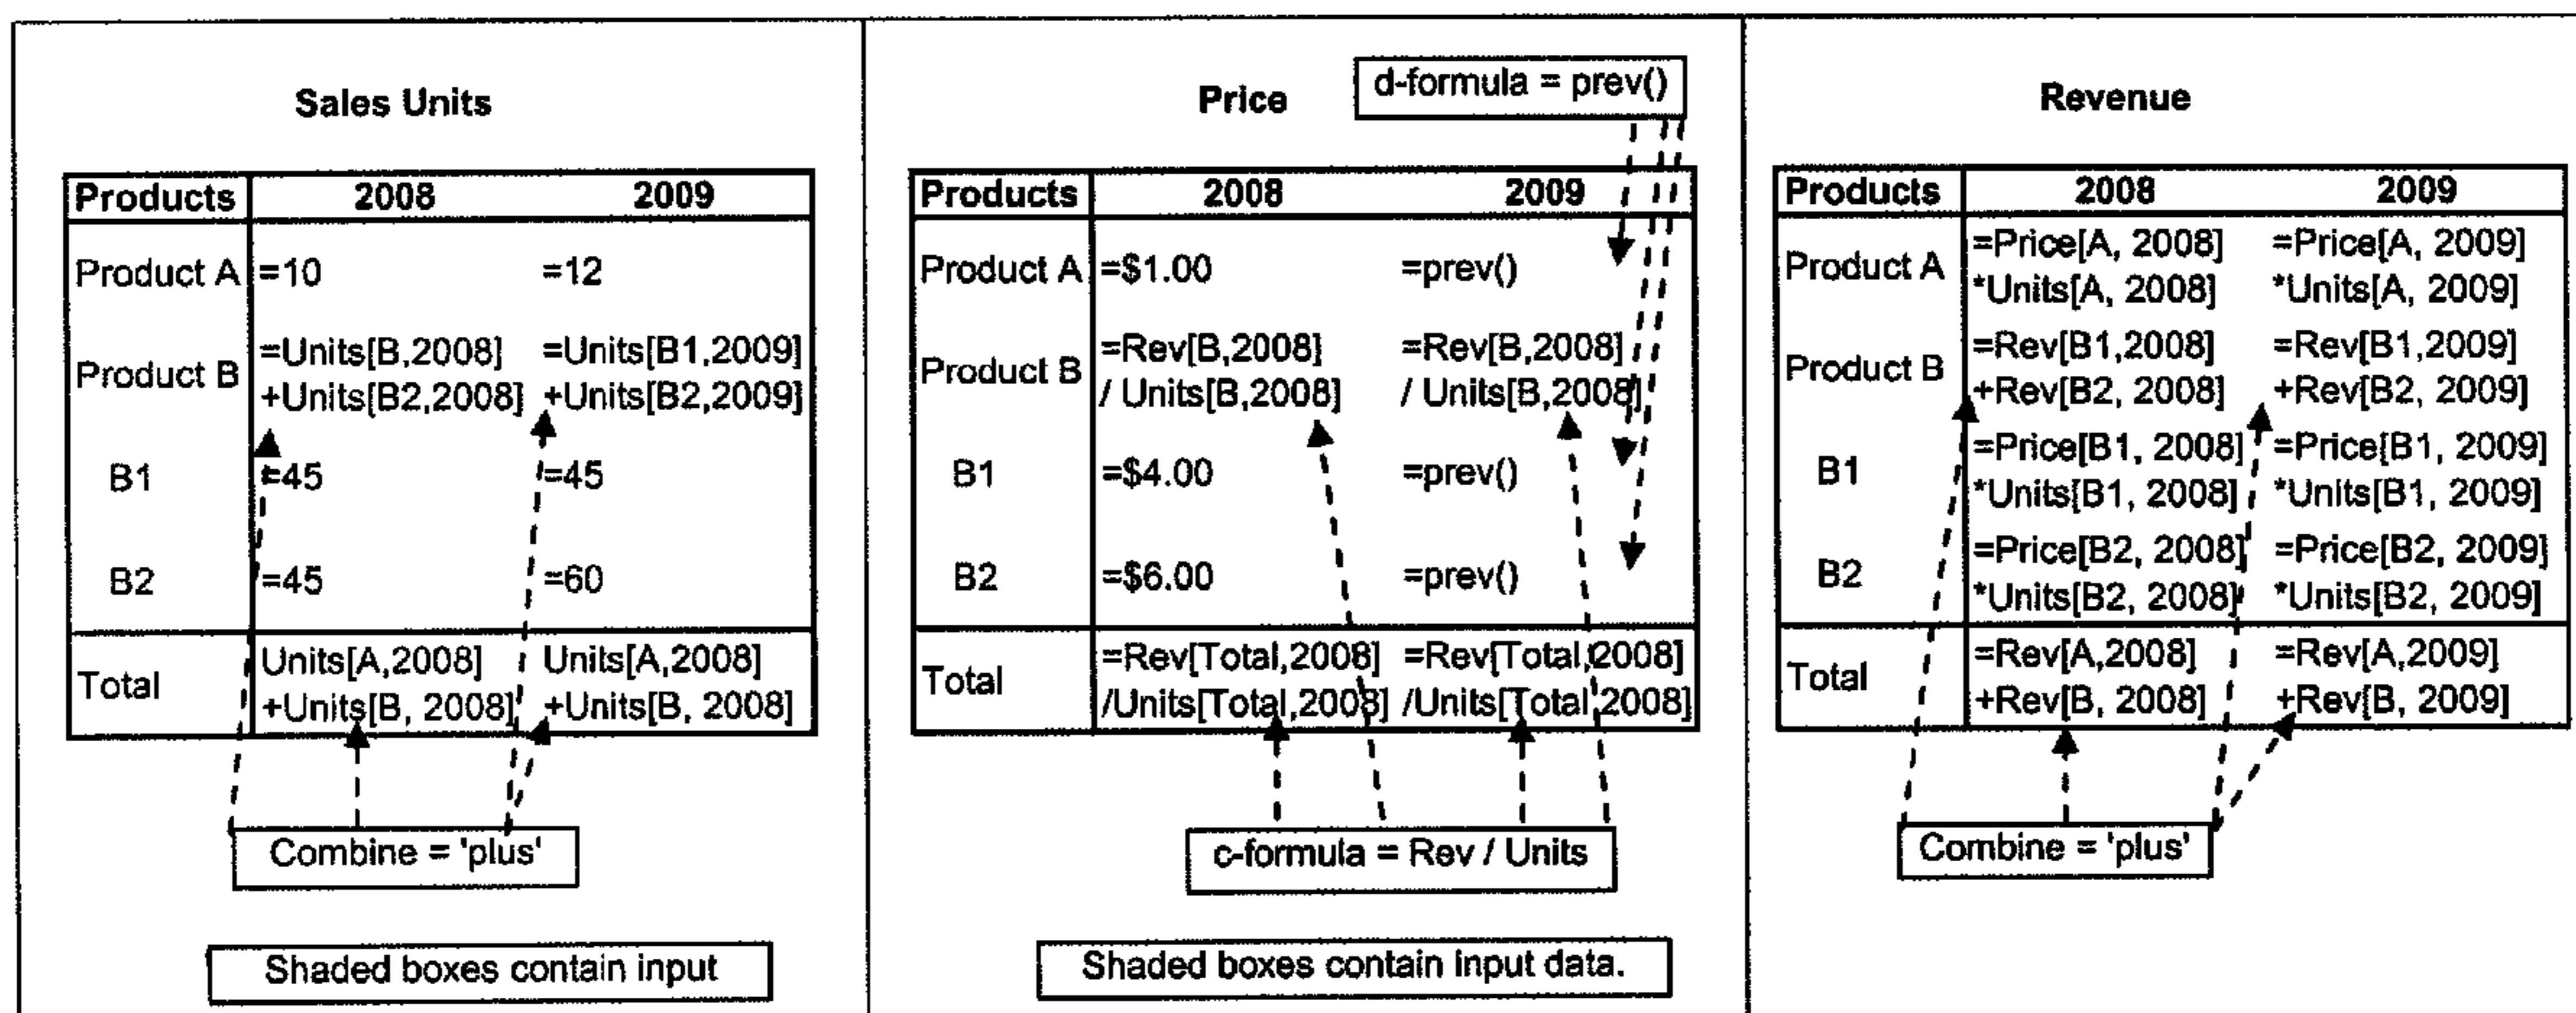 Sales Units
Products 2008 2009
Product A =10 =12
Product B =Units[B,2008] =Units[B1,2009]
+Units[B2,2008] +Units[B2,2009]
B1 =45 =45
B2 =45 =60
Total Units[A,2008] Units[A,2008]
+Units[B, 2008] +Units[B, 2008]
Combine = 'plus'
Shaded boxes contain input
Price
d-formula = prev()
Products 2008 2009
Product A =$1.00 =prev()
Product B =Rev[B,2008] =Rev[B,2008]
/ Units[B,2008] / Units[B,2008]
B1 =$4.00 =prev()
B2 =$6.00 =prev()
Total =Rev[Total,2008] =Rev[Total,2008]
/Units[Total,2008] /Units[Total,2008]
c-formula = Rev / Units
Shaded boxes contain input data.
Revenue
Products 2008 2009
Product A =Price[A, 2008] =Price[A, 2009]
*Units[A, 2008] *Units[A, 2009]
Product B =Rev[B1,2008] =Rev[B1,2009]
+Rev[B2, 2008] +Rev[B2, 2009]
B1 =Price[B1, 2008] =Price[B1, 2009]
*Units[B1, 2008] *Units[B1, 2009]
B2 =Price[B2, 2008] =Price[B2, 2009]
*Units[B2, 2008] *Units[B2, 2009]
Total =Rev[A,2008] =Rev[A,2009]
+Rev[B, 2008] +Rev[B, 2009]
Combine = 'plus'